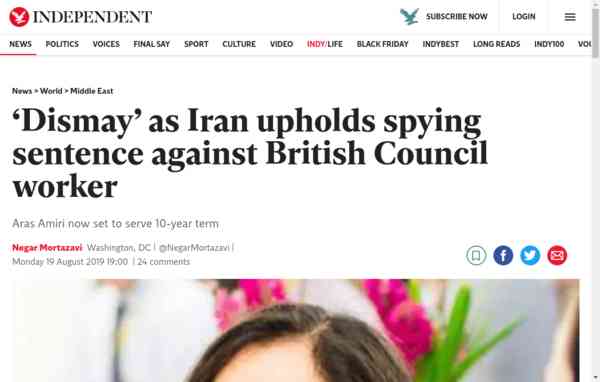 INDEPENDENT
SUBSCRIBE NOW
LOGIN
NEWS POLITICS VOICES FINAL SAY SPORT CULTURE VIDEO INDY/LIFE BLACK FRIDAY INDYBEST LONG READS INDY100 VOU
News > World > Middle East
‘Dismay’ as Iran upholds spying
sentence against British Council
worker
Aras Amiri now set to serve 10-year term
Negar Mortazavi Washington, DC | @NegarMortazavi |
Monday 19 August 2019 19:00 | 24 comments